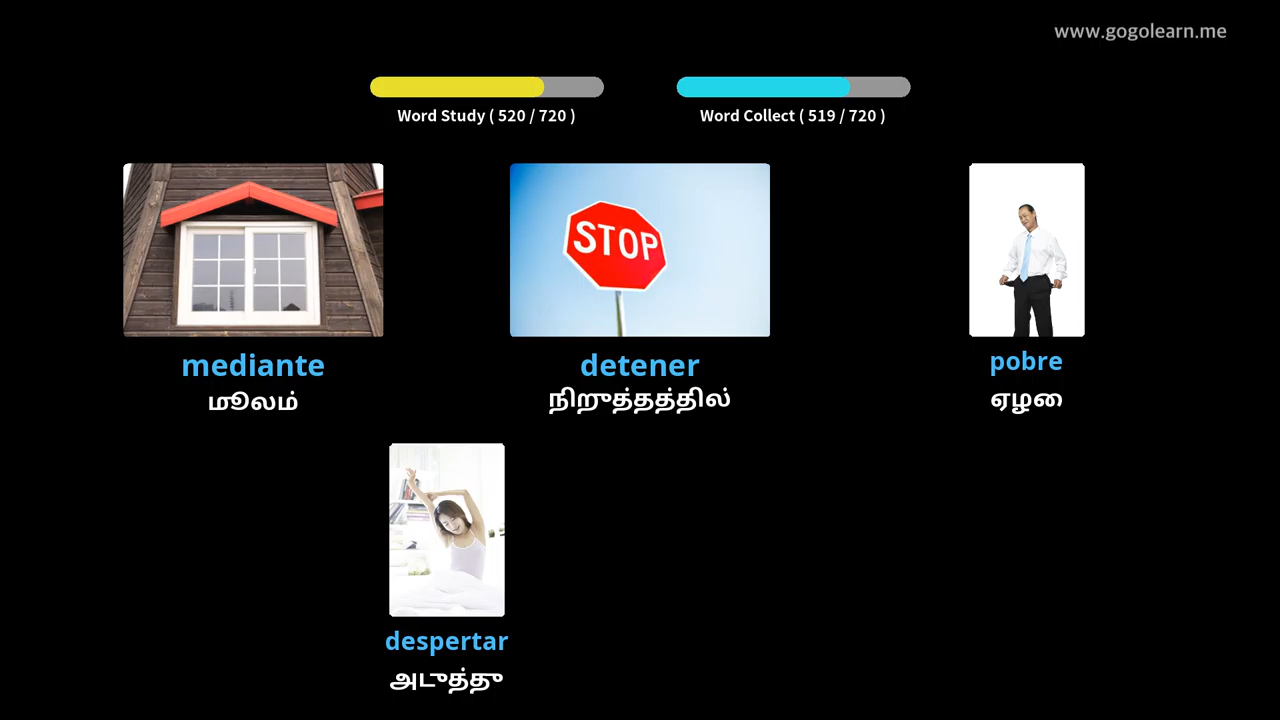 www.gogolearn.me
Word Study ( 520 / 720 )
Word Collect ( 519 / 720 )
STOP
mediante
detener
pobre
மூலம்
நிறுத்தத்தில்
ஏழை
despertar
அடுத்து